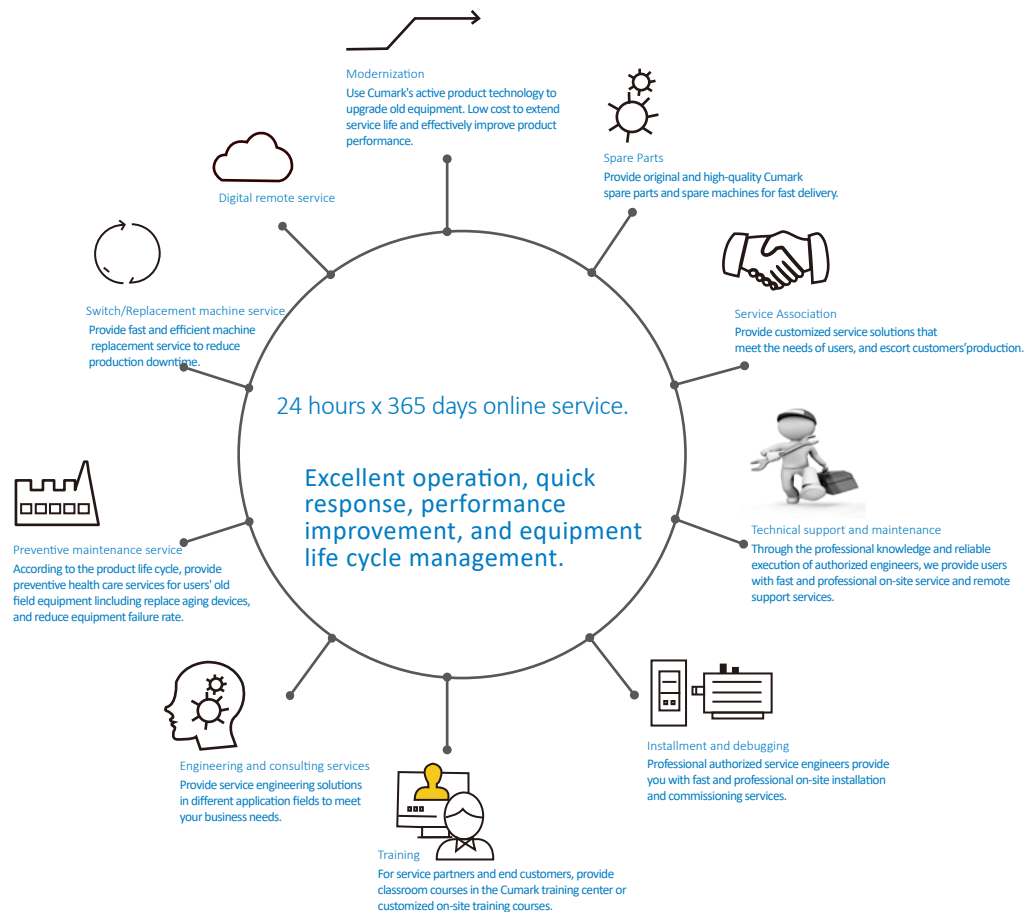 Modernization
Use Cumark's active product technology to
upgrade old equipment. Low cost to extend
service life and effectively improve product
performance.
Spare Parts
Provide original and high-quality Cumark
spare parts and spare machines for fast delivery.
Digital remote service
Service Association
Provide customized service solutions that
meet the needs of users, and escort customers'production.
Switch/Replacement machine service
Provide fast and efficient machine
replacement service to reduce
production downtime.
24 hours x 365 days online service.
Excellent operation, quick
response, performance
improvement, and equipment
life cycle management.
Technical support and maintenance
Through the professional knowledge and reliable
execution of authorized engineers, we provide users
with fast and professional on-site service and remote
support services.
Preventive maintenance service
According to the product life cycle, provide
preventive health care services for users' old
field equipment lincluding replace aging devices,
and reduce equipment failure rate.
Installment and debugging
Professional authorized service engineers provide
you with fast and professional on-site installation
and commissioning services.
Engineering and consulting services
Provide service engineering solutions
in different application fields to meet
your business needs.
Training
For service partners and end customers, provide
classroom courses in the Cumark training center or
customized on-site training courses.